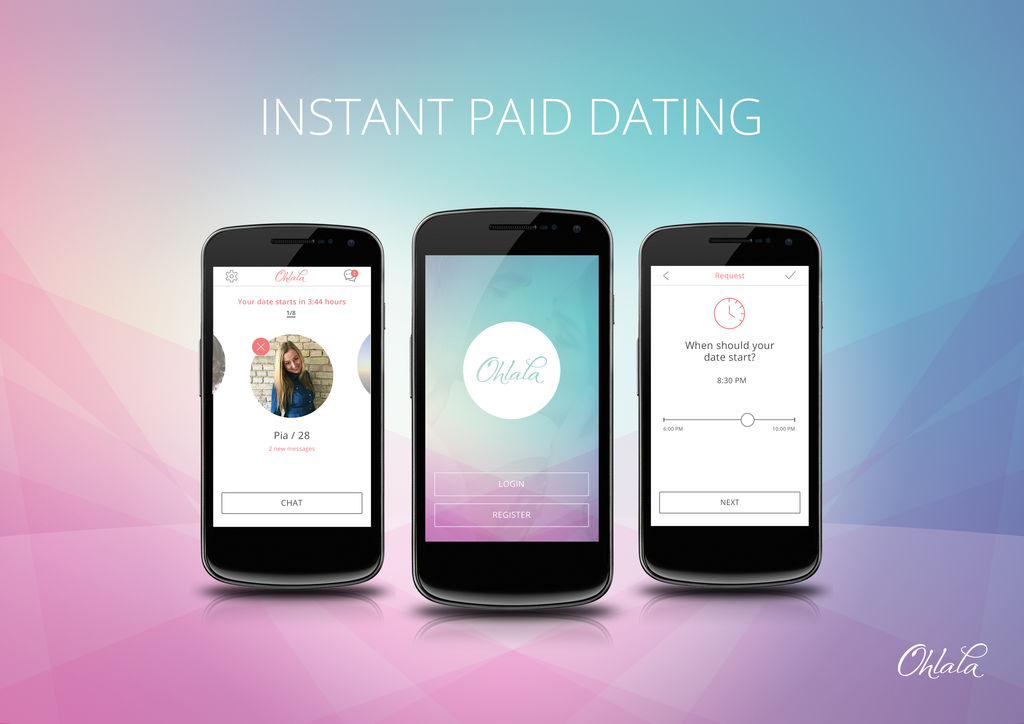 INSTANT PAID DATING
Ohlala
Your date starts in 3:44 hours
1/8
Pia / 28
2 new messages
CHAT
Ohlala
LOGIN
REGISTER
Request
When should your
date start?
8:30 PM
6:00 PM 10:00 PM
NEXT
Ohlala